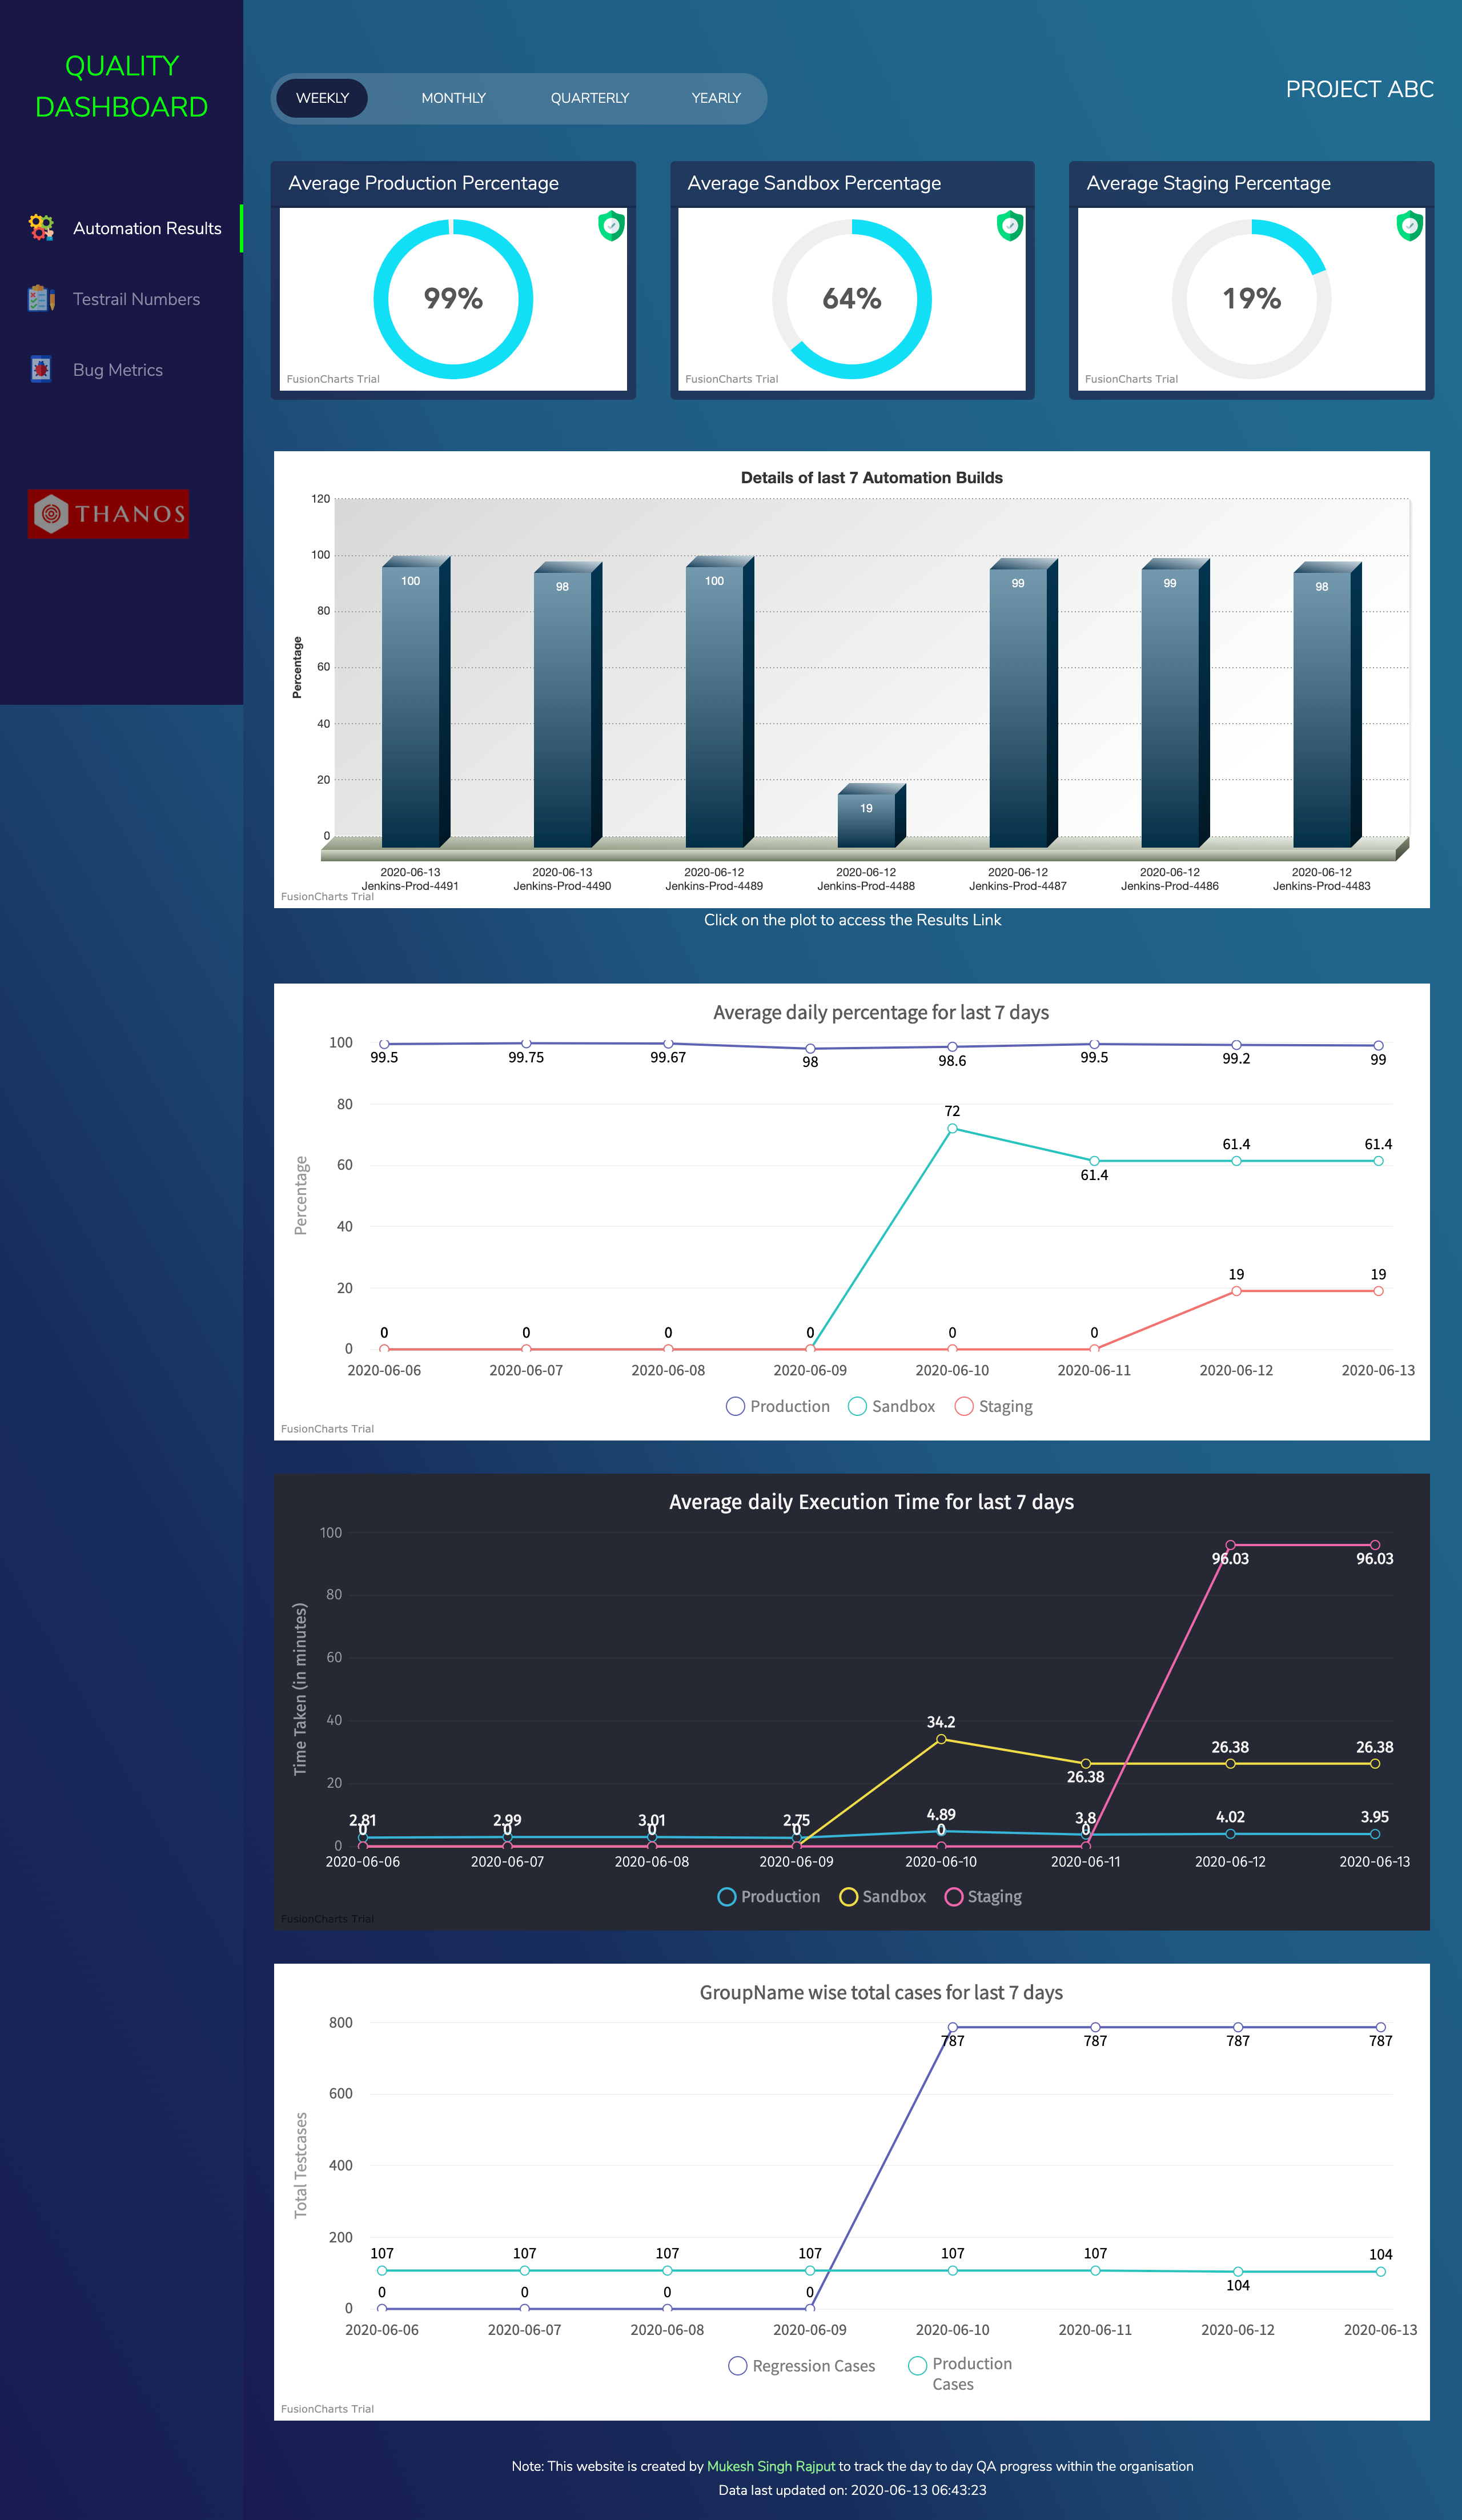 QUALITY
DASHBOARD
Automation Results
Testrail Numbers
Bug Metrics
THANOS
WEEKLY MONTHLY QUARTERLY YEARLY
PROJECT ABC
Average Production Percentage
99%
FusionCharts Trial
Average Sandbox Percentage
64%
FusionCharts Trial
Average Staging Percentage
19%
FusionCharts Trial
Details of last 7 Automation Builds
Percentage
120
100
80
60
40
20
0
100 98 100 19 99 99 98
2020-06-13 2020-06-13 2020-06-12 2020-06-12 2020-06-12 2020-06-12 2020-06-12
Jenkins-Prod-4491 Jenkins-Prod-4490 Jenkins-Prod-4489 Jenkins-Prod-4488 Jenkins-Prod-4487 Jenkins-Prod-4486 Jenkins-Prod-4483
FusionCharts Trial
Click on the plot to access the Results Link
Average daily percentage for last 7 days
Percentage
100
80
60
40
20
0
99.5 99.75 99.67 98 98.6 99.5 99.2 99
72 61.4 61.4 61.4
0 0 0 0 0 0 19 19
2020-06-06 2020-06-07 2020-06-08 2020-06-09 2020-06-10 2020-06-11 2020-06-12 2020-06-13
Production Sandbox Staging
FusionCharts Trial
Average daily Execution Time for last 7 days
Time Taken (in minutes)
100
80
60
40
20
0
96.03 96.03
34.2 26.38 26.38 26.38
2.81 2.99 3.01 2.75 4.89 3.8 4.02 3.95
0 0 0 0 0 0
2020-06-06 2020-06-07 2020-06-08 2020-06-09 2020-06-10 2020-06-11 2020-06-12 2020-06-13
Production Sandbox Staging
FusionCharts Trial
GroupName wise total cases for last 7 days
Total Testcases
800
600
400
200
0
787 787 787 787
107 107 107 107 107 107 104 104
0 0 0 0
2020-06-06 2020-06-07 2020-06-08 2020-06-09 2020-06-10 2020-06-11 2020-06-12 2020-06-13
Regression Cases Production
Cases
FusionCharts Trial
Note: This website is created by Mukesh Singh Rajput to track the day to day QA progress within the organisation
Data last updated on: 2020-06-13 06:43:23